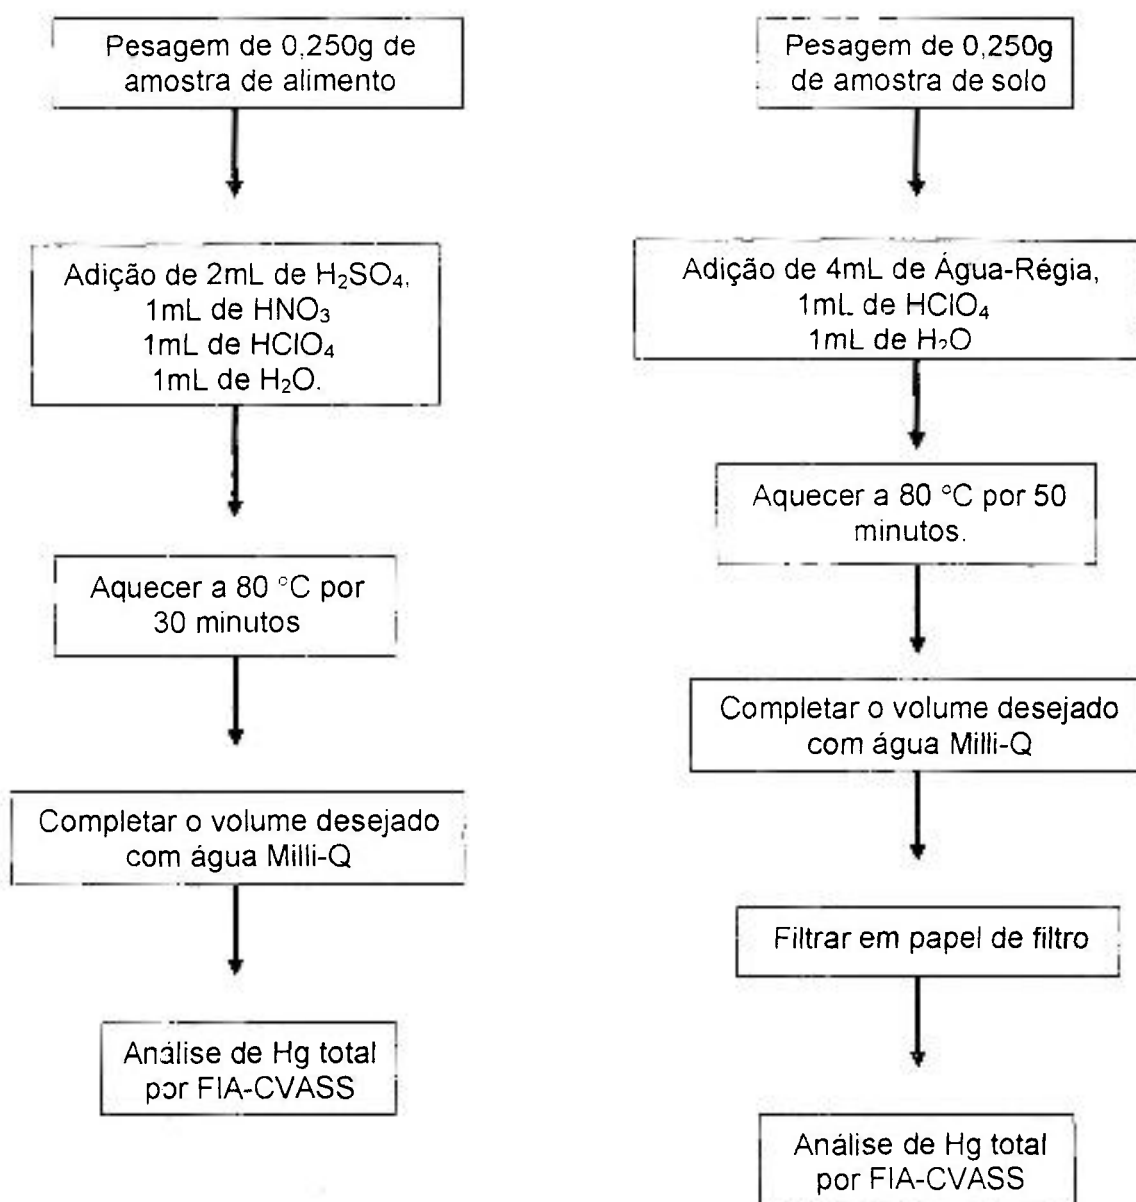 Pesagem de 0,250g de
amostra de alimento
Adição de 2mL de H₂SO₄,
1mL de HNO₃
1mL de HClO₄
1mL de H₂O.
Aquecer a 80 °C por
30 minutos
Completar o volume desejado
com água Milli-Q
Análise de Hg total
por FIA-CVASS
Pesagem de 0,250g
de amostra de solo
Adição de 4mL de Água-Régia,
1mL de HClO₄
1mL de H₂O
Aquecer a 80 °C por 50
minutos.
Completar o volume desejado
com água Milli-Q
Filtrar em papel de filtro
Análise de Hg total
por FIA-CVASS